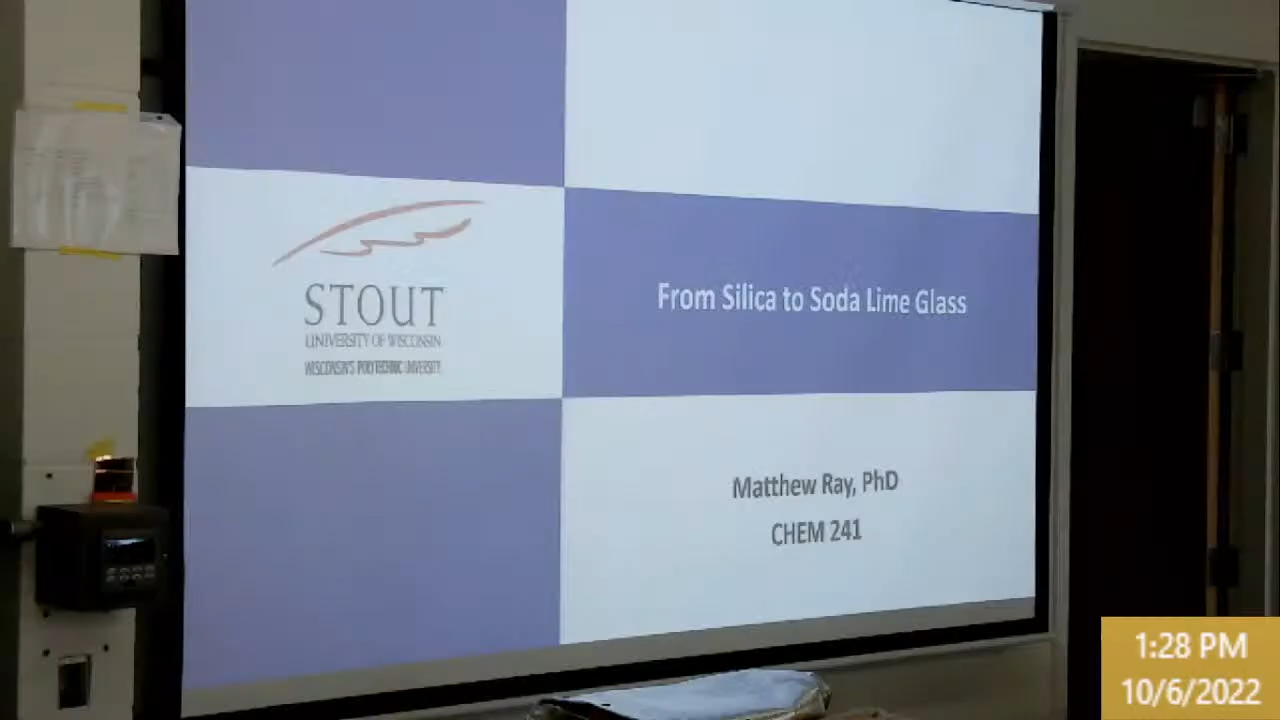 STOUT
UNIVERSITY OF WISCONSIN
WISCONSIN'S POLYTECHNIC UNIVERSITY
From Silica to Soda Lime Glass
Matthew Ray, PhD
CHEM 241
1:28 PM
10/6/2022